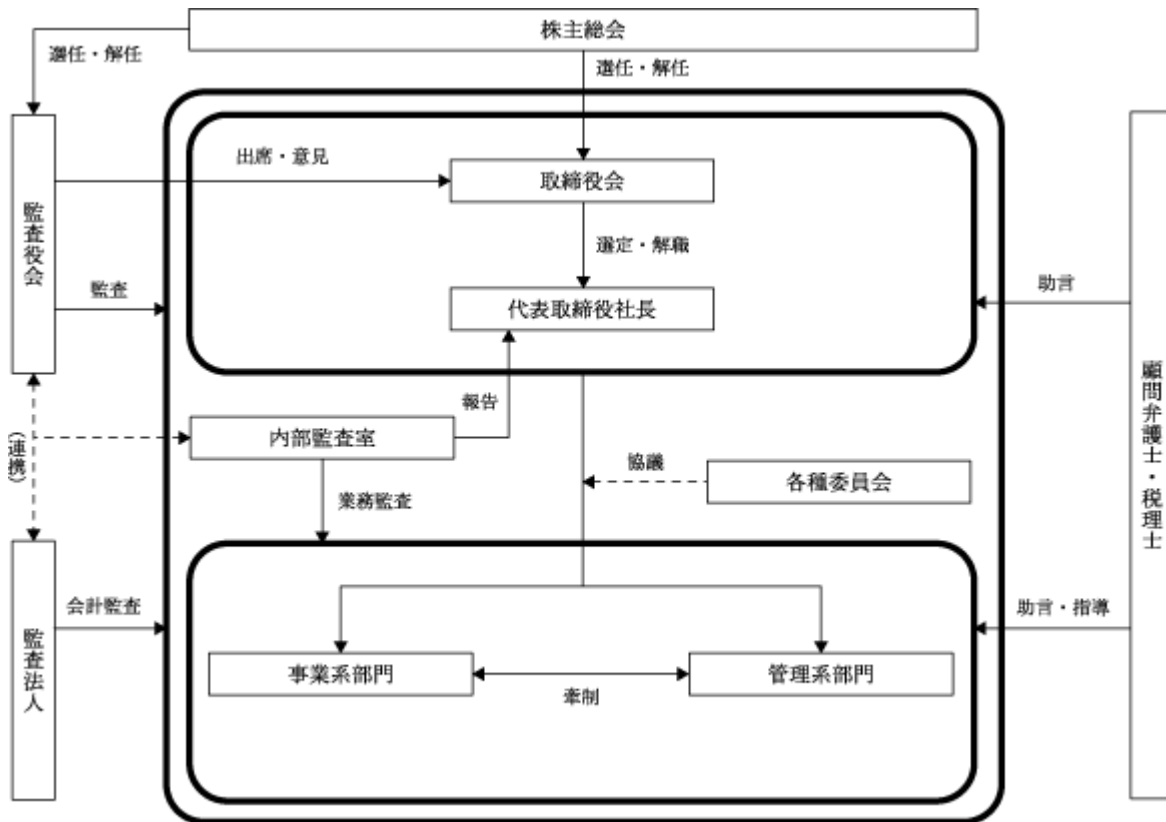 株主総会
選任・解任
選任・解任
出席・意見
取締役会
監査役会
選定・解職
監査
代表取締役社長
助言
顧問弁護士・税理士
報告
内部監査室
(連携)
協議
各種委員会
業務監査
会計監査
監査法人
助言・指導
事業系部門
管理系部門
牽制